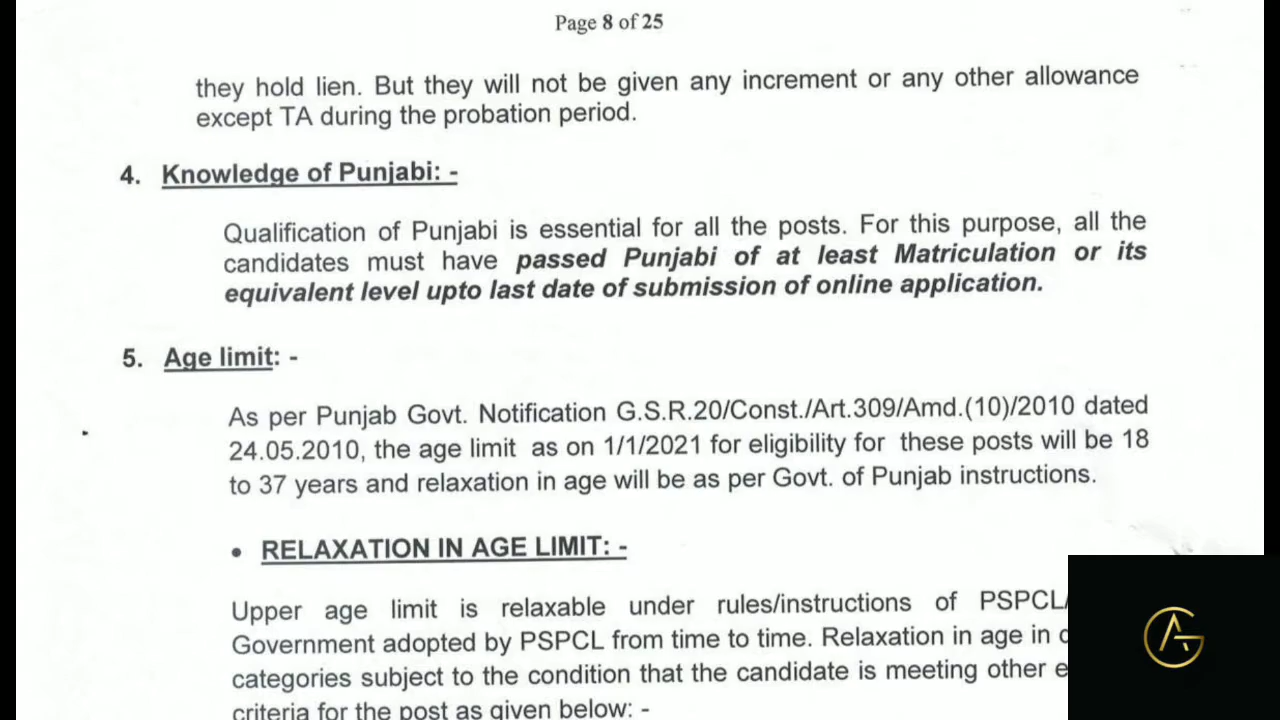 Page 8 of 25
they hold lien. But they will not be given any increment or any other allowance
except TA during the probation period.
4. Knowledge of Punjabi: -
Qualification of Punjabi is essential for all the posts. For this purpose, all the
candidates must have passed Punjabi of at least Matriculation or its
equivalent level upto last date of submission of online application.
5. Age limit: -
As per Punjab Govt. Notification G.S.R.20/Const./Art.309/Amd.(10)/2010 dated
24.05.2010, the age limit as on 1/1/2021 for eligibility for these posts will be 18
to 37 years and relaxation in age will be as per Govt. of Punjab instructions.
• RELAXATION IN AGE LIMIT: -
Upper age limit is relaxable under rules/instructions of PSPCL/
Government adopted by PSPCL from time to time. Relaxation in age in
categories subject to the condition that the candidate is meeting other
criteria for the post as given below: -